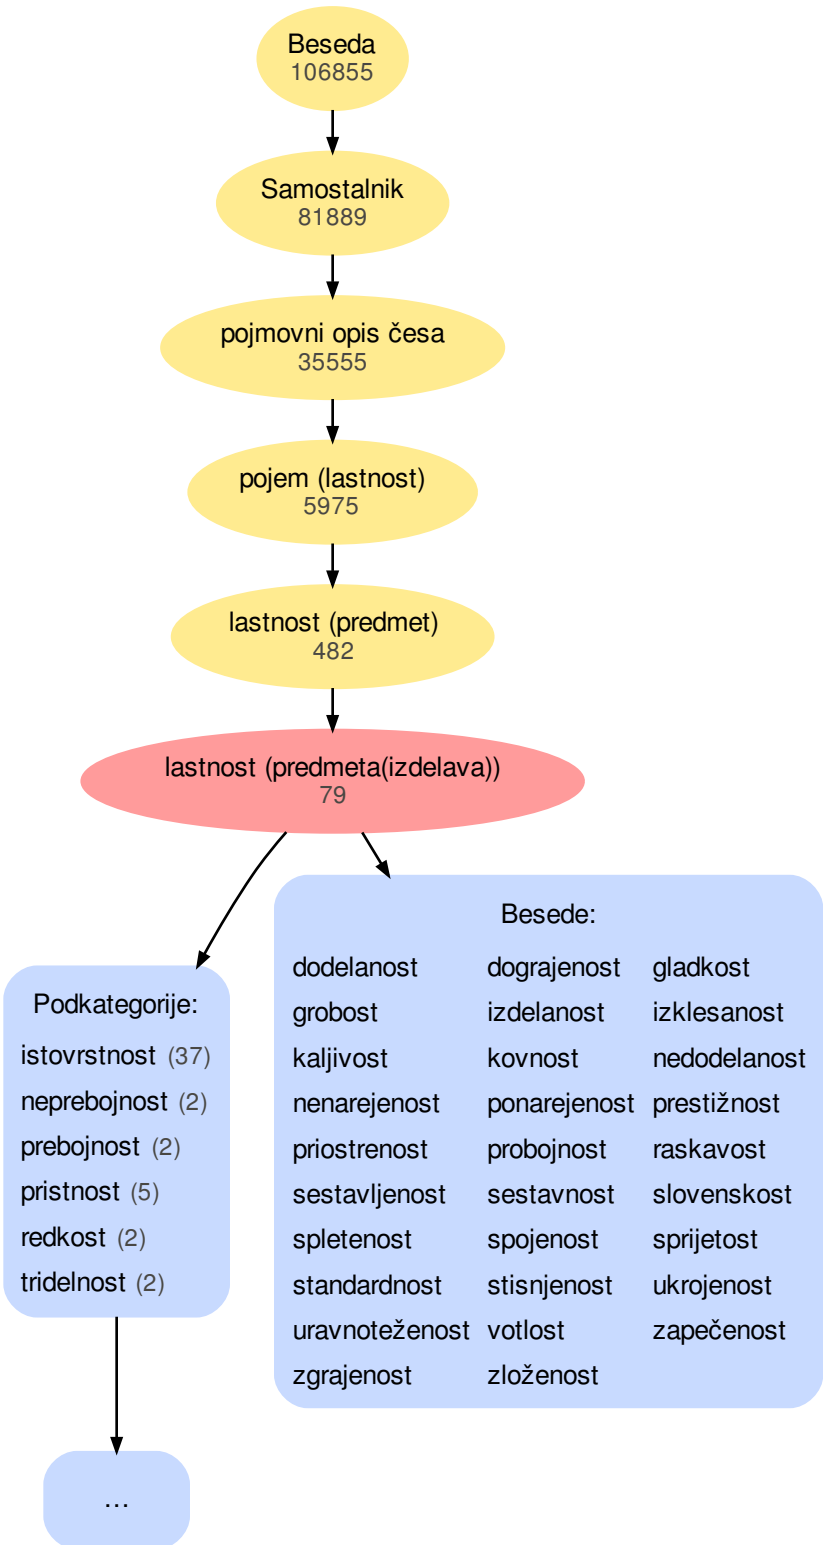 Beseda
106855
Samostalnik
81889
pojmovni opis česa
35555
pojem (lastnost)
5975
lastnost (predmet)
482
lastnost (predmeta(izdelava))
79
Podkategorije:
istovrstnost (37)
neprebojnost (2)
prebojnost (2)
pristnost (5)
redkost (2)
tridelnost (2)
...
Besede:
dodelanost dograjenost gladkost
grobost izdelanost izklesanost
kaljivost kovnost nedodelanost
nenarejenost ponarejenost prestižnost
priostrenost probojnost raskavost
sestavljenost sestavnost slovenskost
spletenost spojenost sprijetost
standardnost stisnjenost ukrojenost
uravnoteženost votlost zapečenost
zgrajenost zloženost